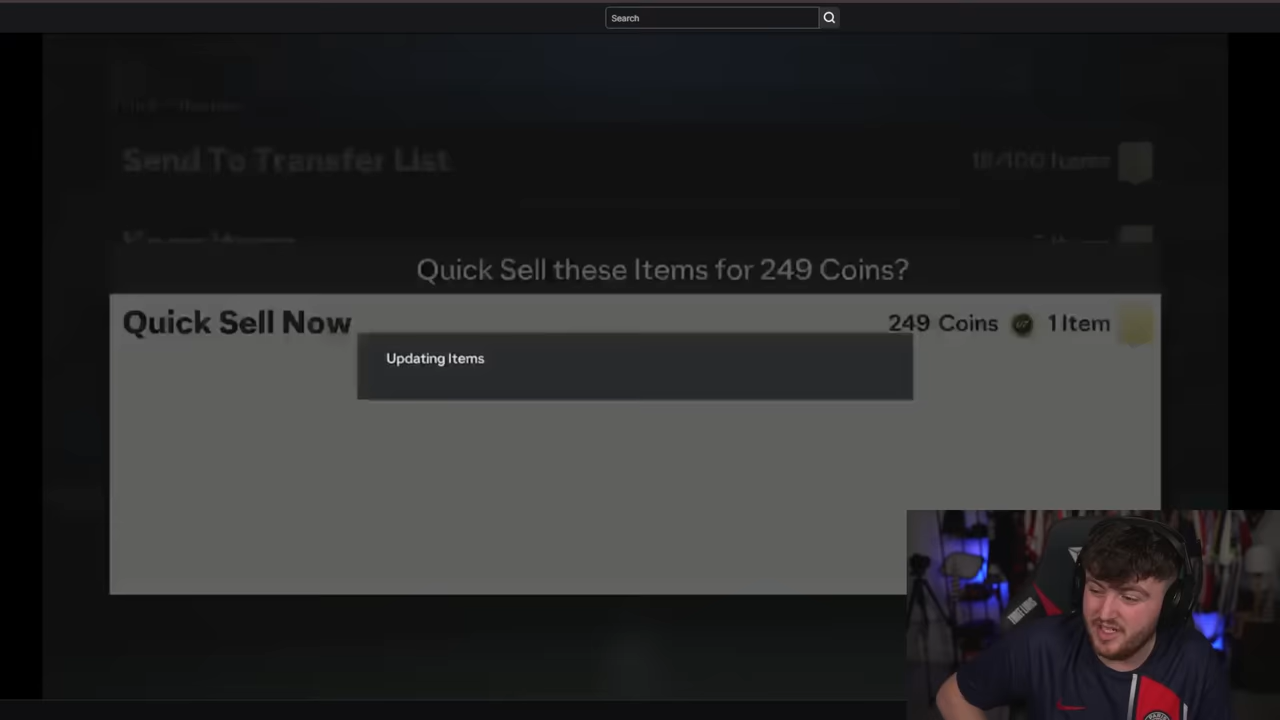 Search
Send To Transfer List
Quick Sell these Items for 249 Coins?
Quick Sell Now 249 Coins 1 Item
Updating Items